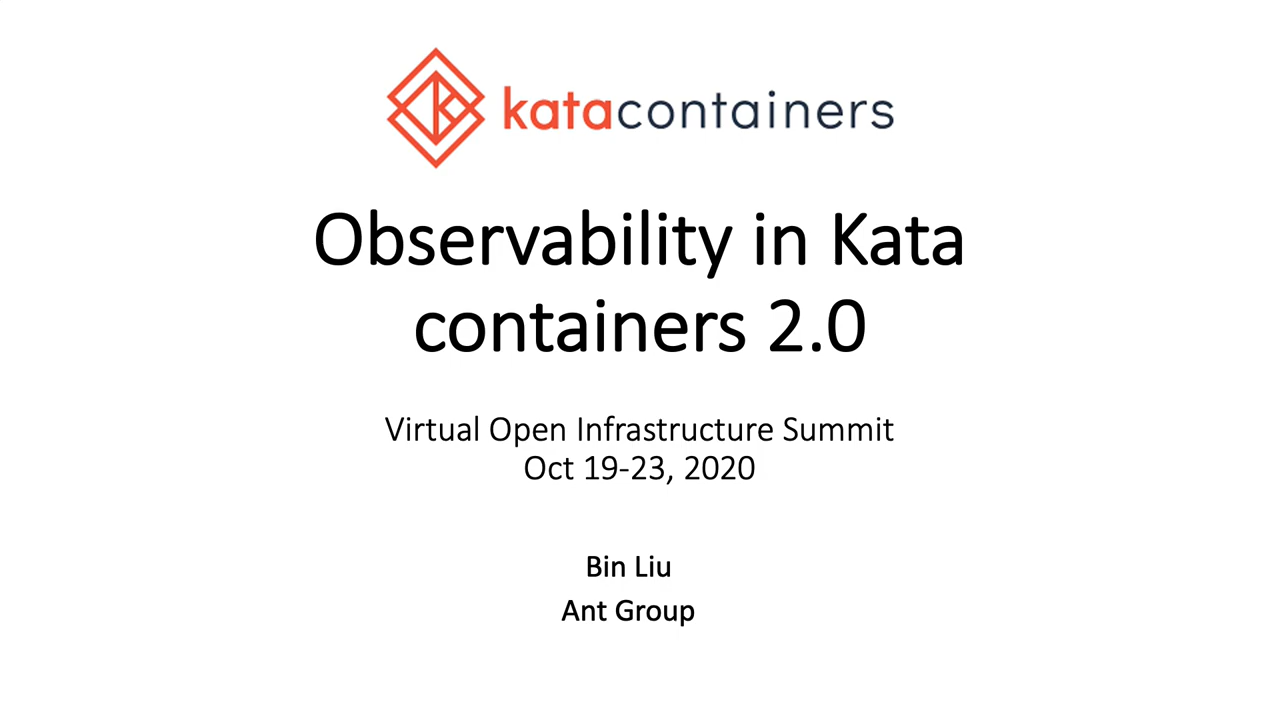 katacontainers
Observability in Kata
containers 2.0
Virtual Open Infrastructure Summit
Oct 19-23, 2020
Bin Liu
Ant Group